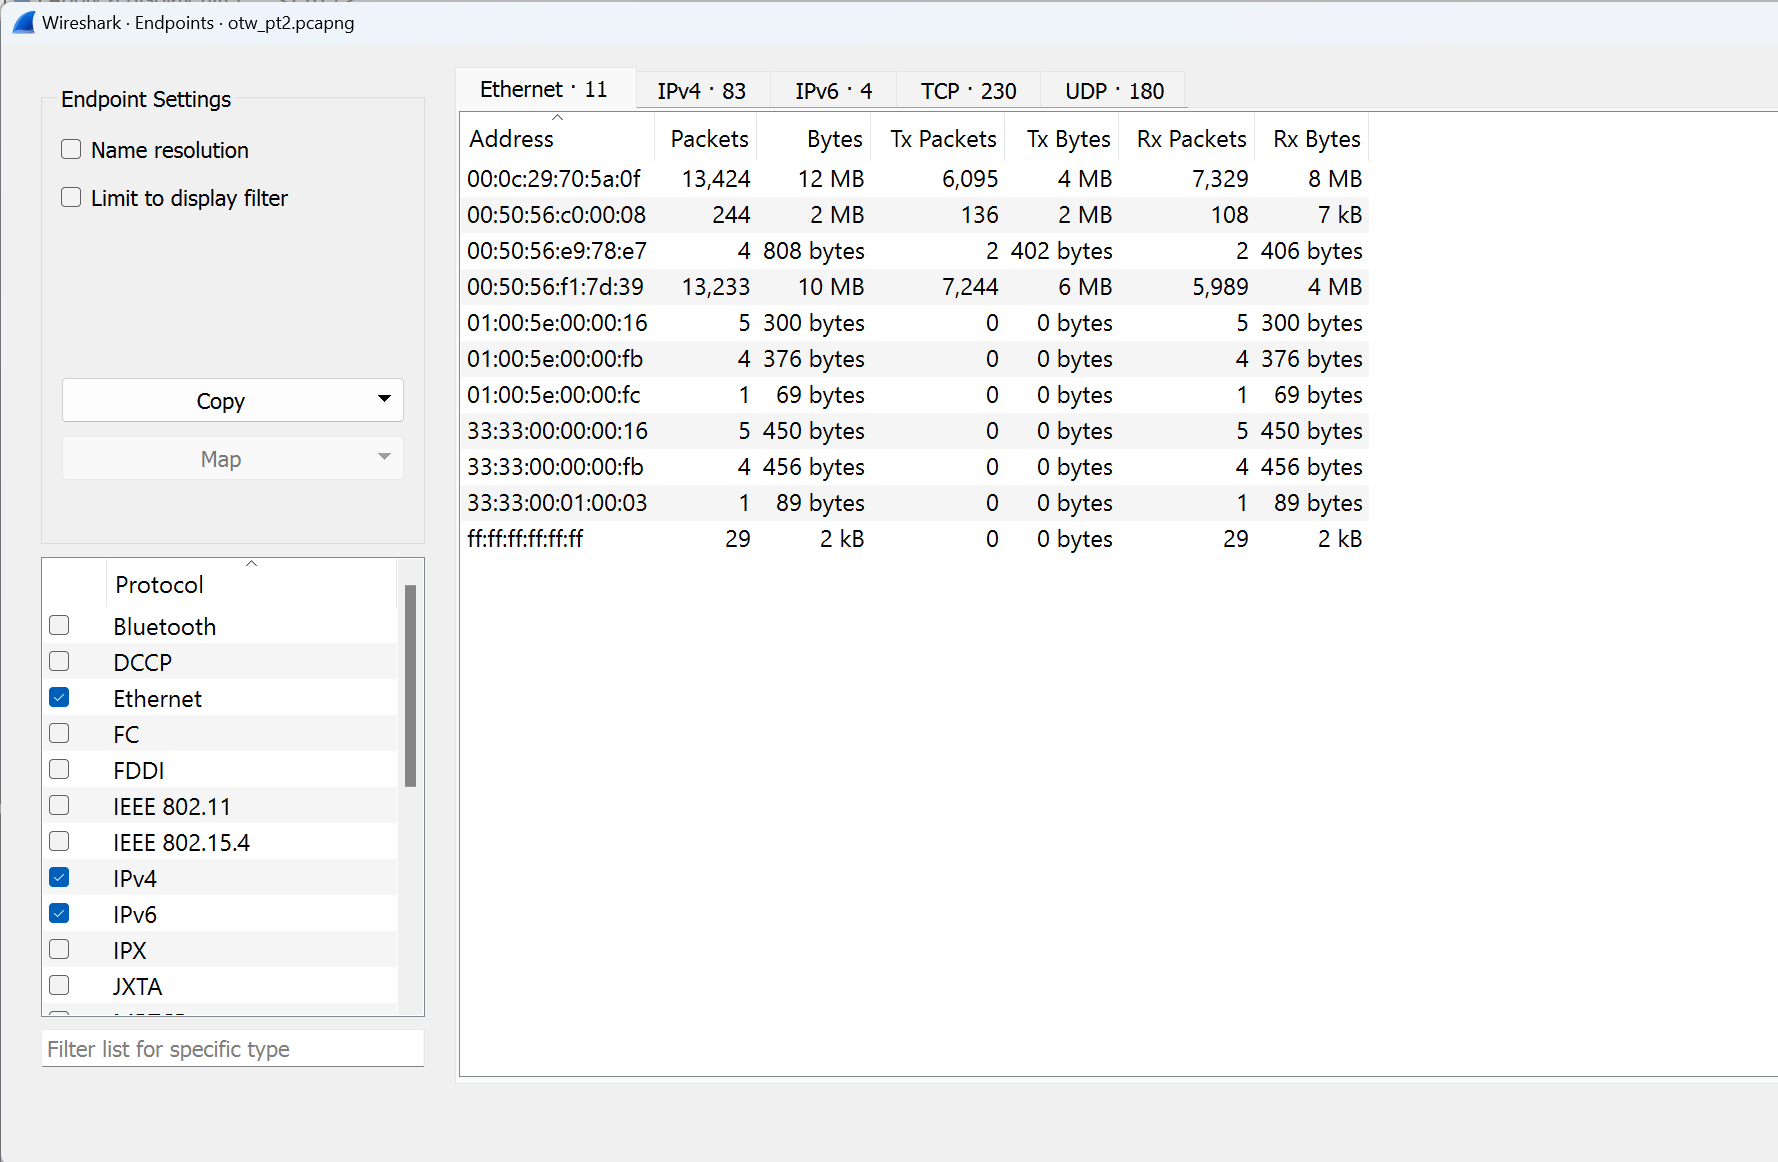 Wireshark · Endpoints · otw_pt2.pcapng
Endpoint Settings
Name resolution
Limit to display filter
Copy
Map
Protocol
Bluetooth
DCCP
Ethernet
FC
FDDI
IEEE 802.11
IEEE 802.15.4
IPv4
IPv6
IPX
JXTA
Filter list for specific type
Ethernet · 11 IPv4 · 83 IPv6 · 4 TCP · 230 UDP · 180
Address Packets Bytes Tx Packets Tx Bytes Rx Packets Rx Bytes
00:0c:29:70:5a:0f 13,424 12 MB 6,095 4 MB 7,329 8 MB
00:50:56:c0:00:08 244 2 MB 136 2 MB 108 7 kB
00:50:56:e9:78:e7 4 808 bytes 2 402 bytes 2 406 bytes
00:50:56:f1:7d:39 13,233 10 MB 7,244 6 MB 5,989 4 MB
01:00:5e:00:00:16 5 300 bytes 0 0 bytes 5 300 bytes
01:00:5e:00:00:fb 4 376 bytes 0 0 bytes 4 376 bytes
01:00:5e:00:00:fc 1 69 bytes 0 0 bytes 1 69 bytes
33:33:00:00:00:16 5 450 bytes 0 0 bytes 5 450 bytes
33:33:00:00:00:fb 4 456 bytes 0 0 bytes 4 456 bytes
33:33:00:01:00:03 1 89 bytes 0 0 bytes 1 89 bytes
ff:ff:ff:ff:ff:ff 29 2 kB 0 0 bytes 29 2 kB